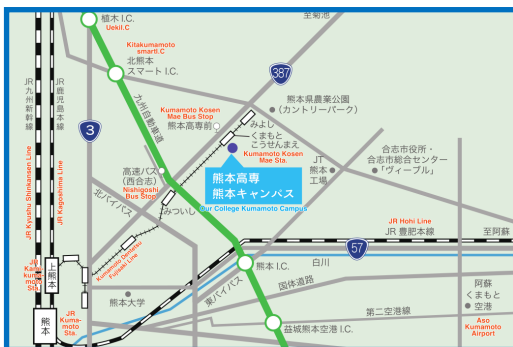 至菊池
植木 I.C.
UekiI.C
Kitakumamoto
smartI.C
北熊本
スマート I.C.
387
熊本県農業公園
(カントリーパーク)
Kumamoto Kosen
Mae Bus Stop
熊本高専前
みよし
くまもと
こうせんまえ
Kumamoto Kosen
Mae Sta.
JR
九州新幹線
JR
鹿児島本線
JR Kyushu Shinkansen Line
JR Kagoshima Line
3
九州自動車道
高速バス
(西合志)
Nishigoshi
Bus Stop
北バイパス
みついし
熊本高専
熊本キャンパス
Our College Kumamoto Campus
JT
熊本
工場
合志市役所・
合志市総合センター
「ヴィーブル」
JR Hohi Line
JR 豊肥本線
至阿蘇
57
白川
熊本 I.C.
国体道路
東バイパス
Kumamoto Dentetsu
Fujisaki Line
上熊本
熊本
JR
Kuma-
moto
Sta.
熊本大学
第二空港線
益城熊本空港 I.C.
阿蘇
くまもと
空港
Aso
Kumamoto
Airport